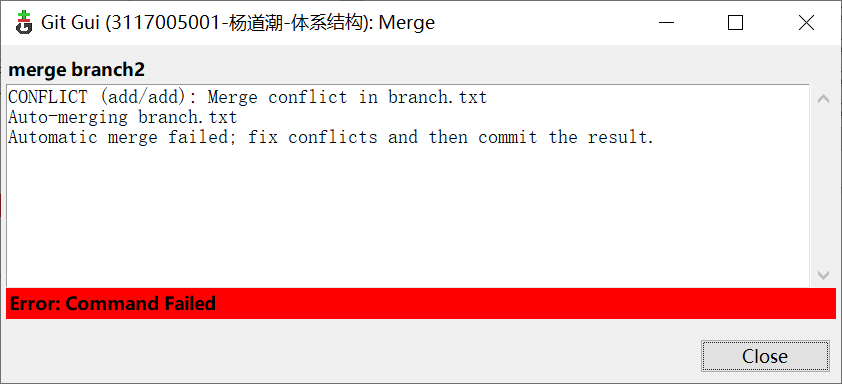 Git Gui (3117005001-杨道潮-体系结构): Merge
merge branch2
CONFLICT (add/add): Merge conflict in branch.txt
Auto-merging branch.txt
Automatic merge failed; fix conflicts and then commit the result.
Error: Command Failed
Close